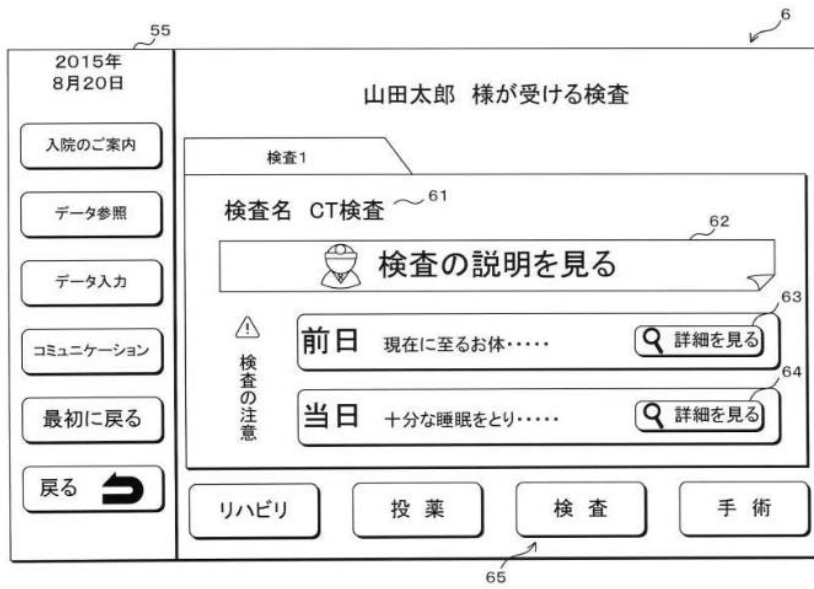 6
55
2015年
8月20日
入院のご案内
データ参照
データ入力
コミュニケーション
最初に戻る
戻る
山田太郎 様が受ける検査
検査1
検査名 CT検査
61
62
検査の説明を見る
検査の注意
63
前日 現在に至るお体‥‥‥ 詳細を見る
64
当日 十分な睡眠をとり‥‥‥ 詳細を見る
リハビリ
投 薬
検 査
手 術
65